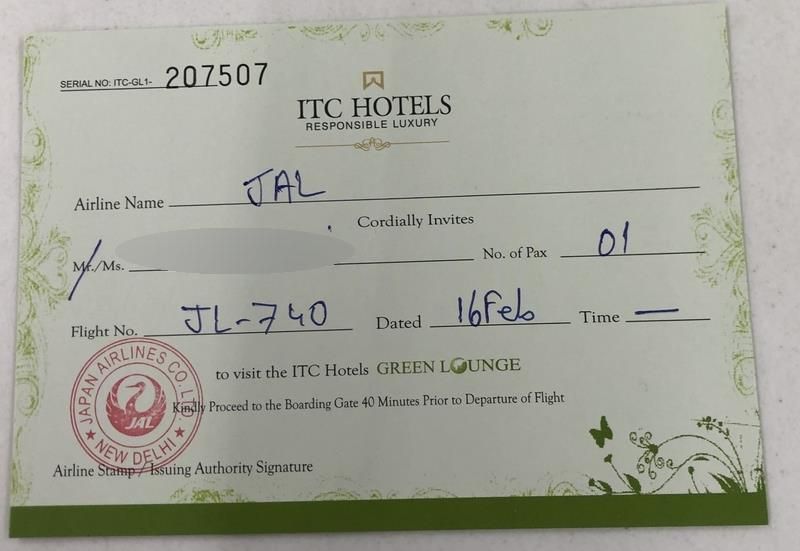 SERIAL NO: ITC-GL1- 207507
ITC HOTELS
RESPONSIBLE LUXURY
Airline Name JAL
Cordially Invites
Mr./Ms. No. of Pax 01
Flight No. JL-740 Dated 16 Feb Time —
to visit the ITC Hotels GREEN LOUNGE
Kindly Proceed to the Boarding Gate 40 Minutes Prior to Departure of Flight
JAPAN AIRLINES CO. LTD
JAL
★ NEW DELHI ★
Airline Stamp / Issuing Authority Signature